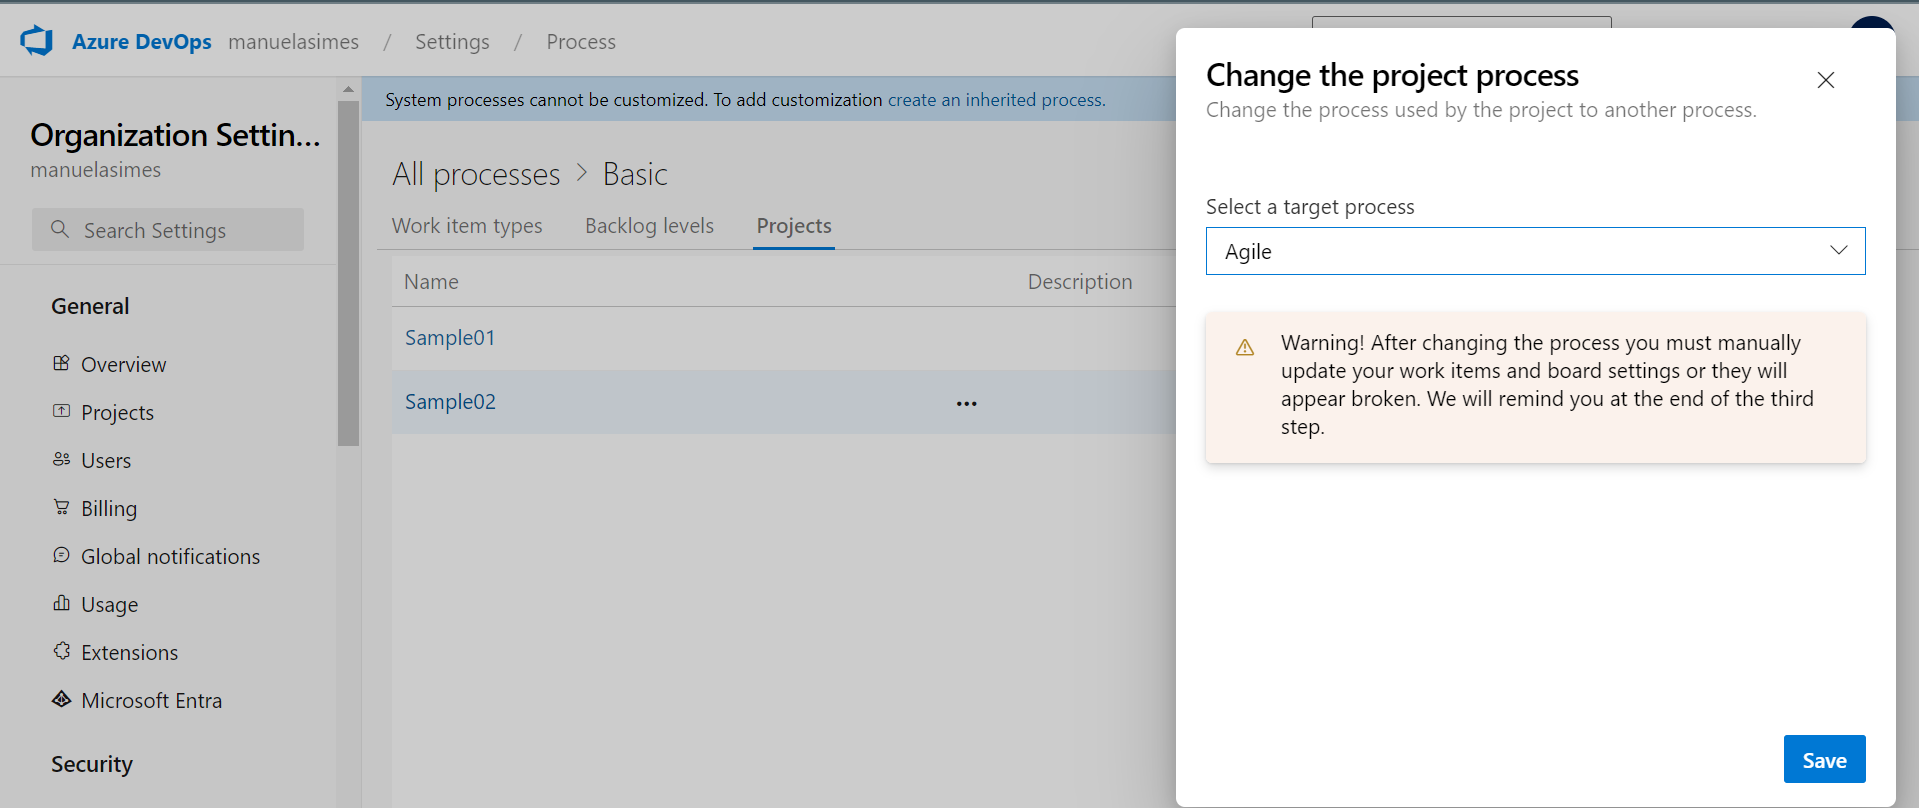 Azure DevOps manuelasimes / Settings / Process
Organization Settin...
manuelasimes
Search Settings
General
Overview
Projects
Users
Billing
Global notifications
Usage
Extensions
Microsoft Entra
Security
System processes cannot be customized. To add customization create an inherited process.
All processes > Basic
Work item types Backlog levels Projects
Name Description
Sample01
Sample02
Change the project process
Change the process used by the project to another process.
Select a target process
Agile
Warning! After changing the process you must manually
update your work items and board settings or they will
appear broken. We will remind you at the end of the third
step.
Save